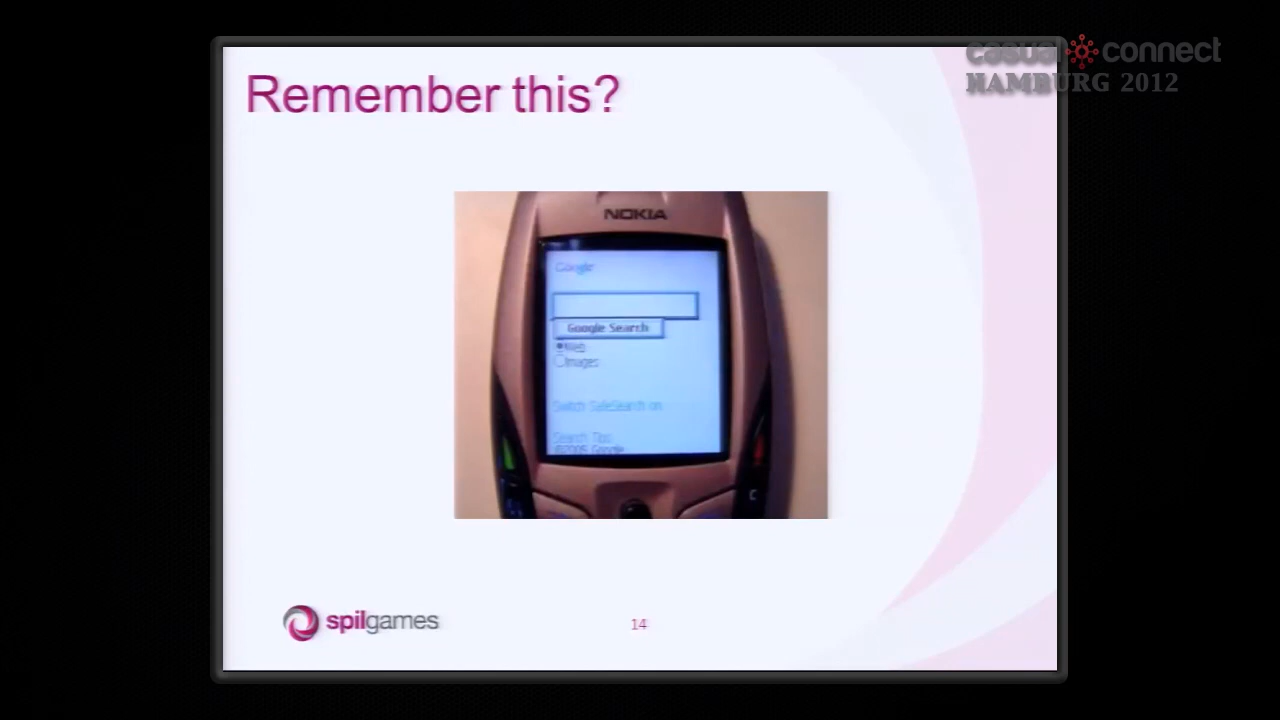 Remember this?
casual connect
HAMBURG 2012
NOKIA
Google
Google Search
Web
Images
Switch SafeSearch on
Search Tips
©2005 Google
C
spilgames
14